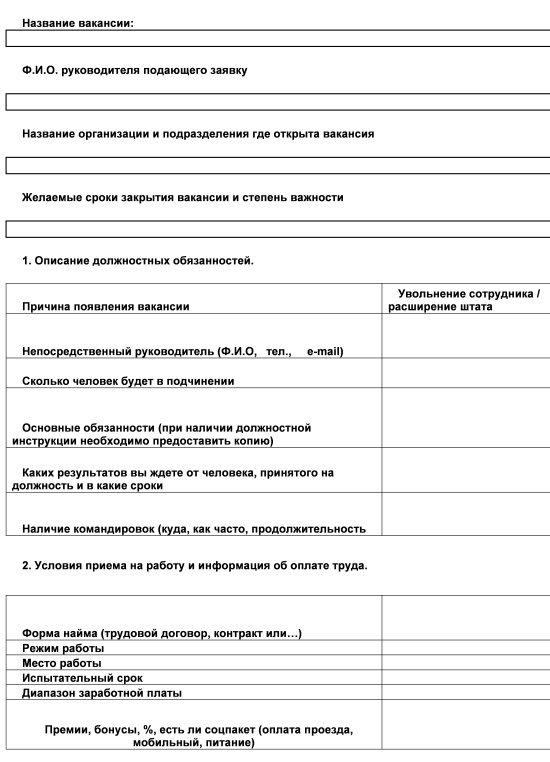 Название вакансии:
Ф.И.О. руководителя подающего заявку
Название организации и подразделения где открыта вакансия
Желаемые сроки закрытия вакансии и степень важности
1. Описание должностных обязанностей.
Причина появления вакансии
Увольнение сотрудника /
расширение штата
Непосредственный руководитель (Ф.И.О, тел., e-mail)
Сколько человек будет в подчинении
Основные обязанности (при наличии должностной
инструкции необходимо предоставить копию)
Каких результатов вы ждете от человека, принятого на
должность и в какие сроки
Наличие командировок (куда, как часто, продолжительность
2. Условия приема на работу и информация об оплате труда.
Форма найма (трудовой договор, контракт или…)
Режим работы
Место работы
Испытательный срок
Диапазон заработной платы
Премии, бонусы, %, есть ли соцпакет (оплата проезда,
мобильный, питание)